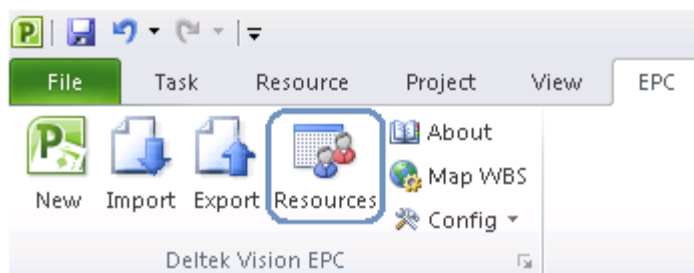 File Task Resource Project View EPC
New Import Export Resources
About
Map WBS
Config
Deltek Vision EPC